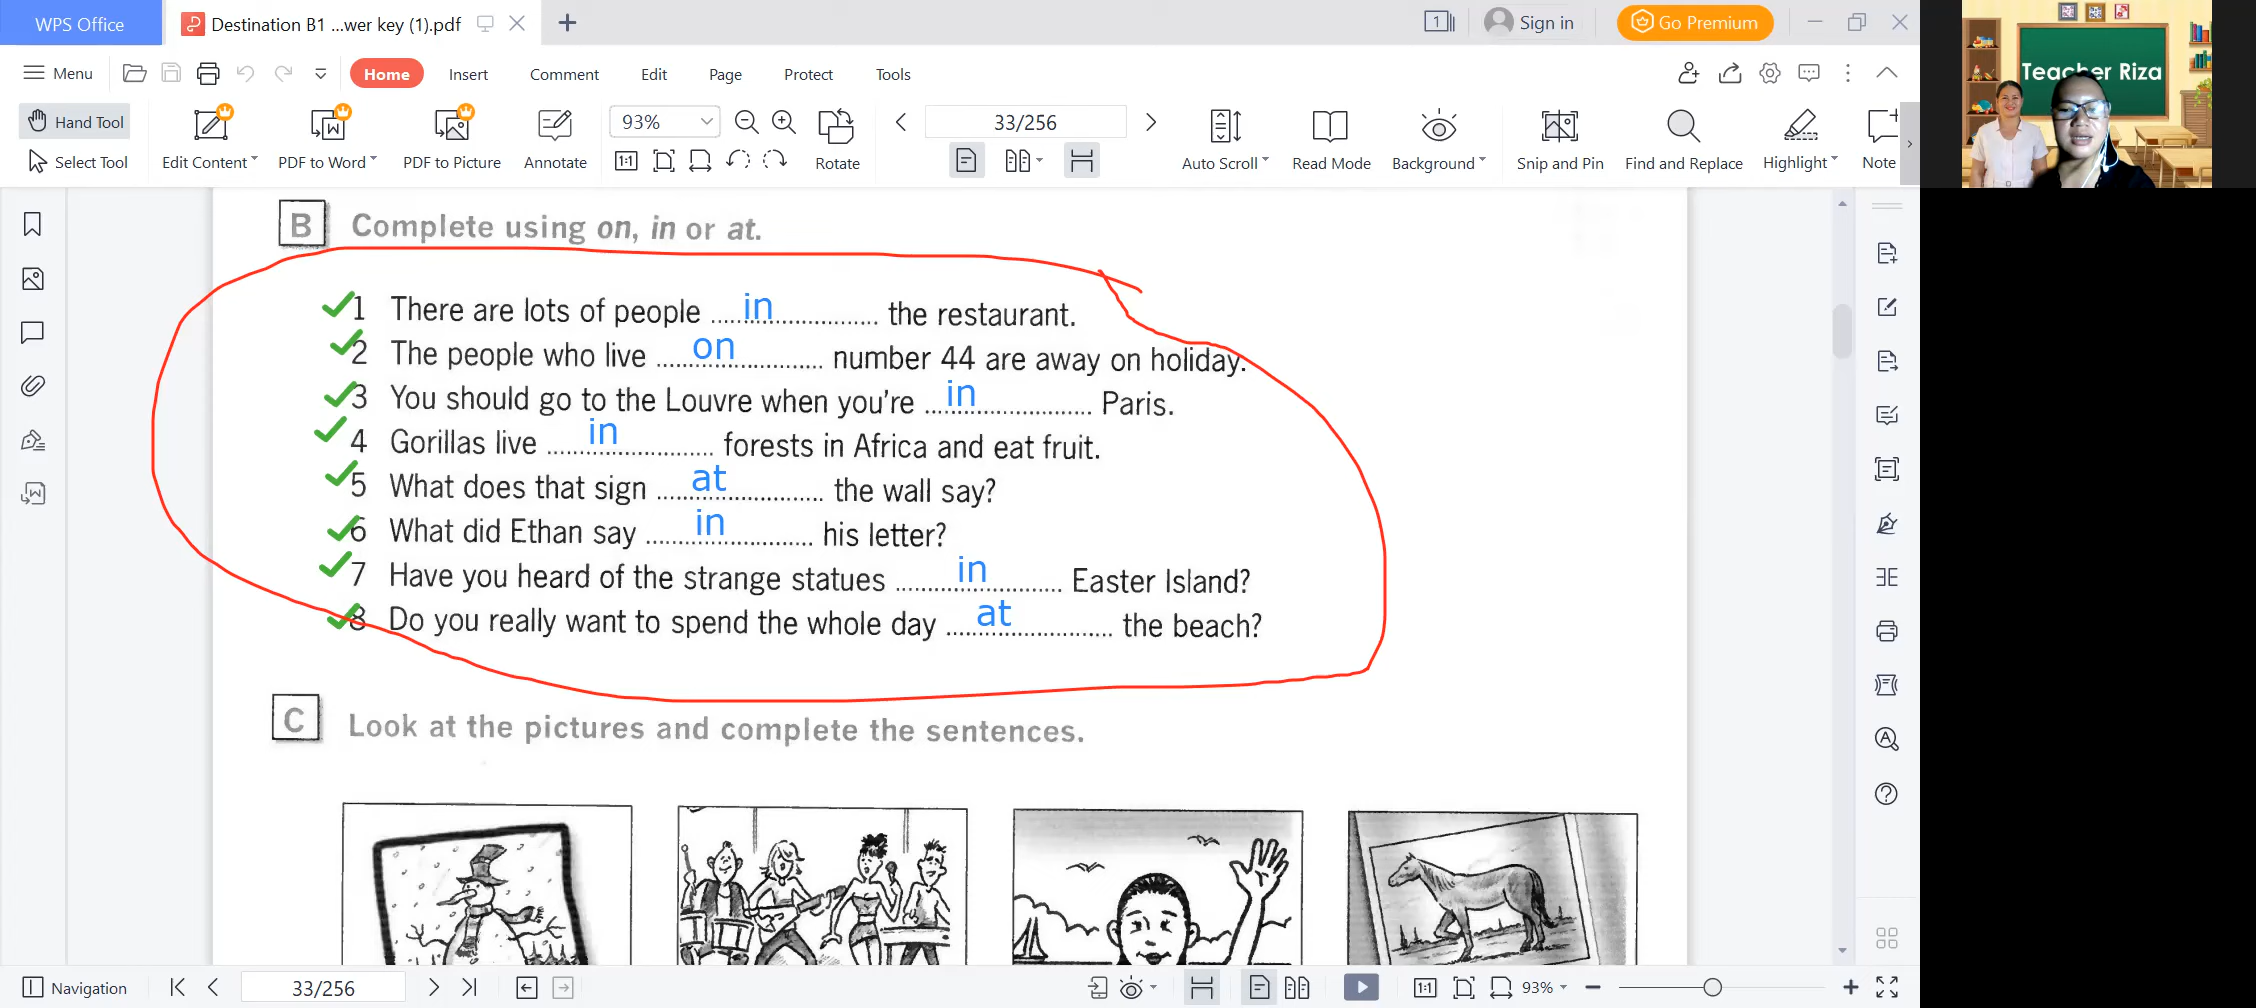 WPS Office
Destination B1 ...wer key (1).pdf
1
Sign in
Go Premium
Menu
Home
Insert
Comment
Edit
Page
Protect
Tools
Hand Tool
Select Tool
Edit Content
PDF to Word
PDF to Picture
Annotate
93%
1:1
Rotate
33/256
Auto Scroll
Read Mode
Background
Snip and Pin
Find and Replace
Highlight
Note
Teacher Riza
B Complete using on, in or at.
1 There are lots of people ....in.... the restaurant.
2 The people who live ....on.... number 44 are away on holiday.
3 You should go to the Louvre when you're ....in.... Paris.
4 Gorillas live ....in.... forests in Africa and eat fruit.
5 What does that sign ....at.... the wall say?
6 What did Ethan say ....in.... his letter?
7 Have you heard of the strange statues ....in.... Easter Island?
8 Do you really want to spend the whole day ....at.... the beach?
C Look at the pictures and complete the sentences.
Navigation
33/256
1:1
93%